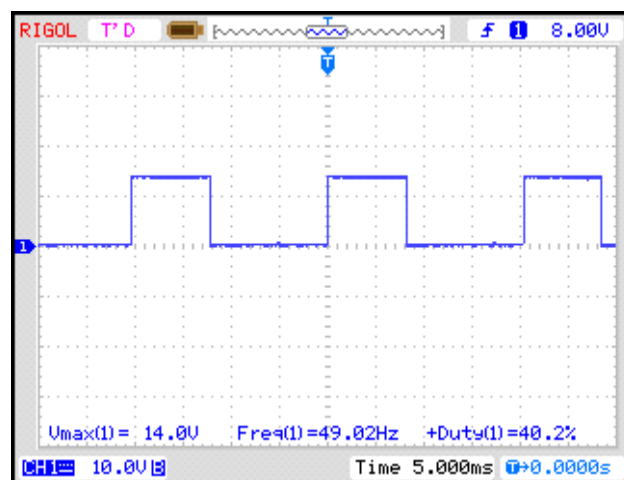 RIGOL T'D T f 1 8.00V
T
1
Vmax(1)= 14.0V Freq(1)=49.02Hz +Duty(1)=40.2%
CH1 10.0V B Time 5.000ms T→0.0000s